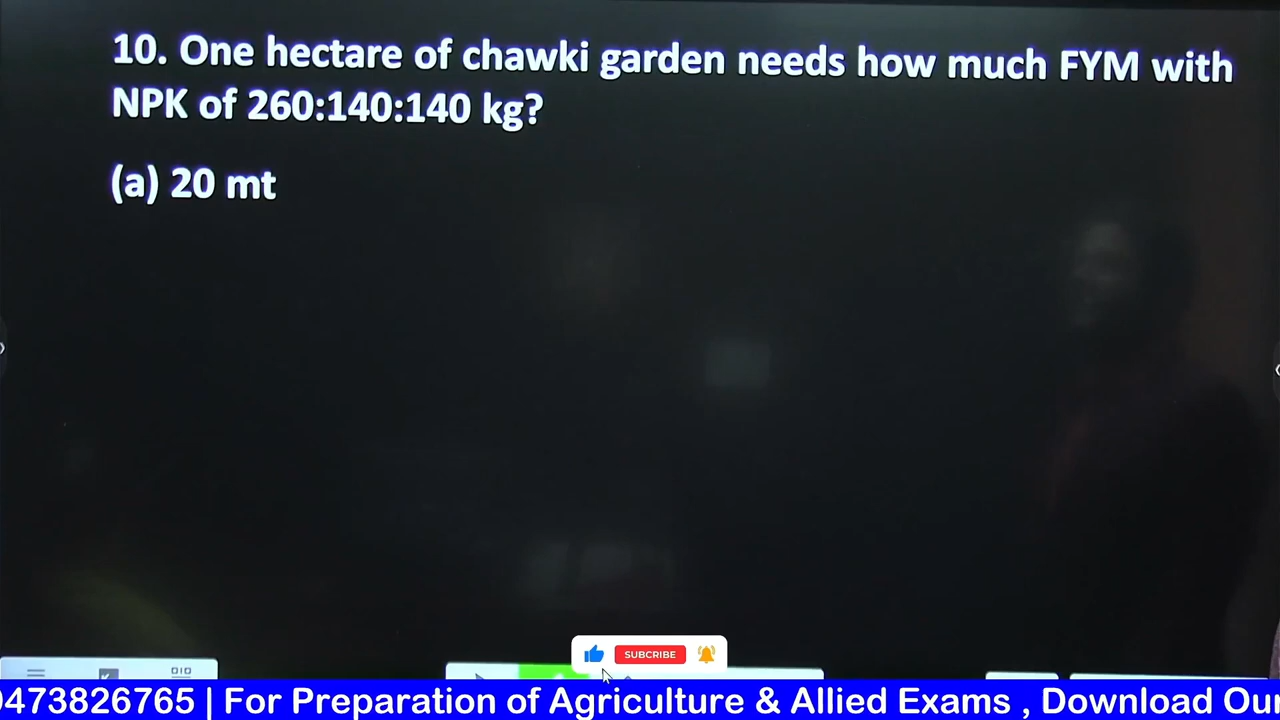 10. One hectare of chawki garden needs how much FYM with
NPK of 260:140:140 kg?
(a) 20 mt
SUBSCRIBE
9473826765 | For Preparation of Agriculture & Allied Exams , Download Our